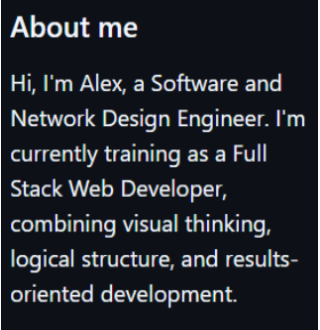 About me
Hi, I'm Alex, a Software and
Network Design Engineer. I'm
currently training as a Full
Stack Web Developer,
combining visual thinking,
logical structure, and results-
oriented development.